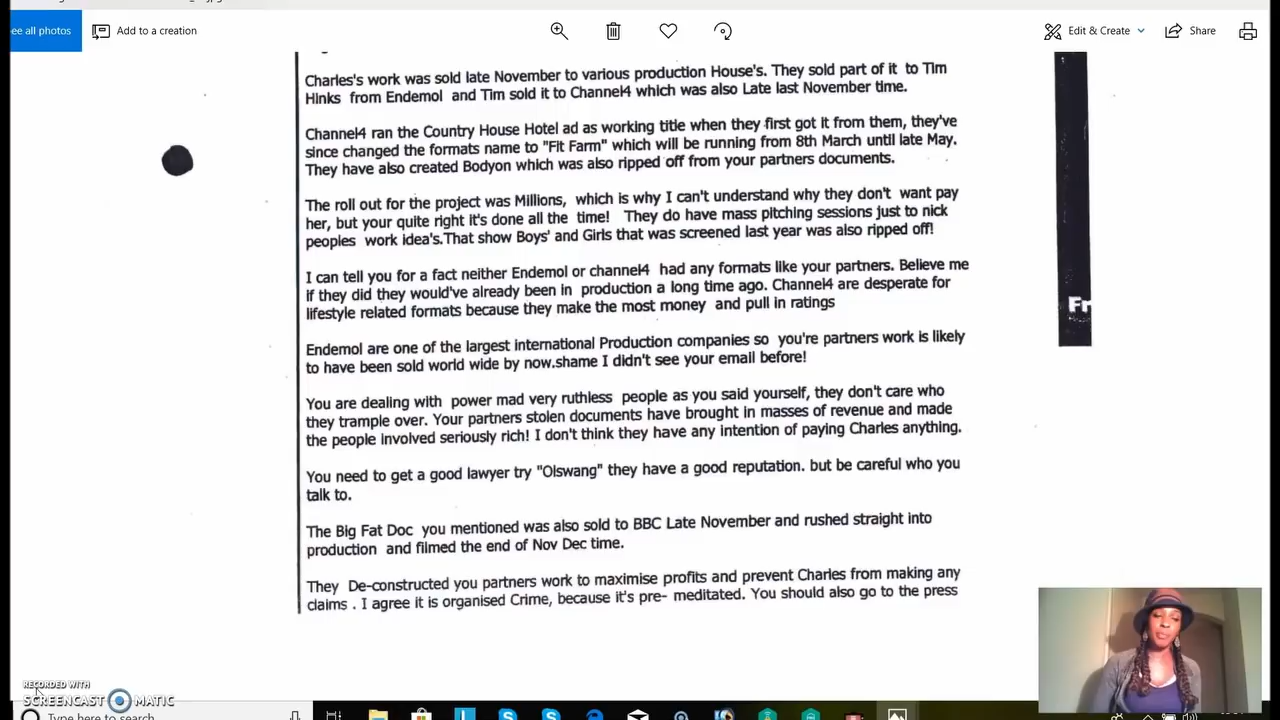 ee all photos
Add to a creation
Edit & Create
Share
Charles's work was sold late November to various production House's. They sold part of it to Tim
Hinks from Endemol and Tim sold it to Channel4 which was also Late last November time.
Channel4 ran the Country House Hotel ad as working title when they first got it from them, they've
since changed the formats name to "Fit Farm" which will be running from 8th March until late May.
They have also created Bodyon which was also ripped off from your partners documents.
The roll out for the project was Millions, which is why I can't understand why they don't want pay
her, but your quite right it's done all the time! They do have mass pitching sessions just to nick
peoples work idea's.That show Boys' and Girls that was screened last year was also ripped off!
I can tell you for a fact neither Endemol or channel4 had any formats like your partners. Believe me
if they did they would've already been in production a long time ago. Channel4 are desperate for
lifestyle related formats because they make the most money and pull in ratings
Fr
Endemol are one of the largest international Production companies so you're partners work is likely
to have been sold world wide by now.shame I didn't see your email before!
You are dealing with power mad very ruthless people as you said yourself, they don't care who
they trample over. Your partners stolen documents have brought in masses of revenue and made
the people involved seriously rich! I don't think they have any intention of paying Charles anything.
You need to get a good lawyer try "Olswang" they have a good reputation. but be careful who you
talk to.
The Big Fat Doc you mentioned was also sold to BBC Late November and rushed straight into
production and filmed the end of Nov Dec time.
They De-constructed you partners work to maximise profits and prevent Charles from making any
claims . I agree it is organised Crime, because it's pre- meditated. You should also go to the press
RECORDED WITH
SCREENCAST MATIC
Type here to search